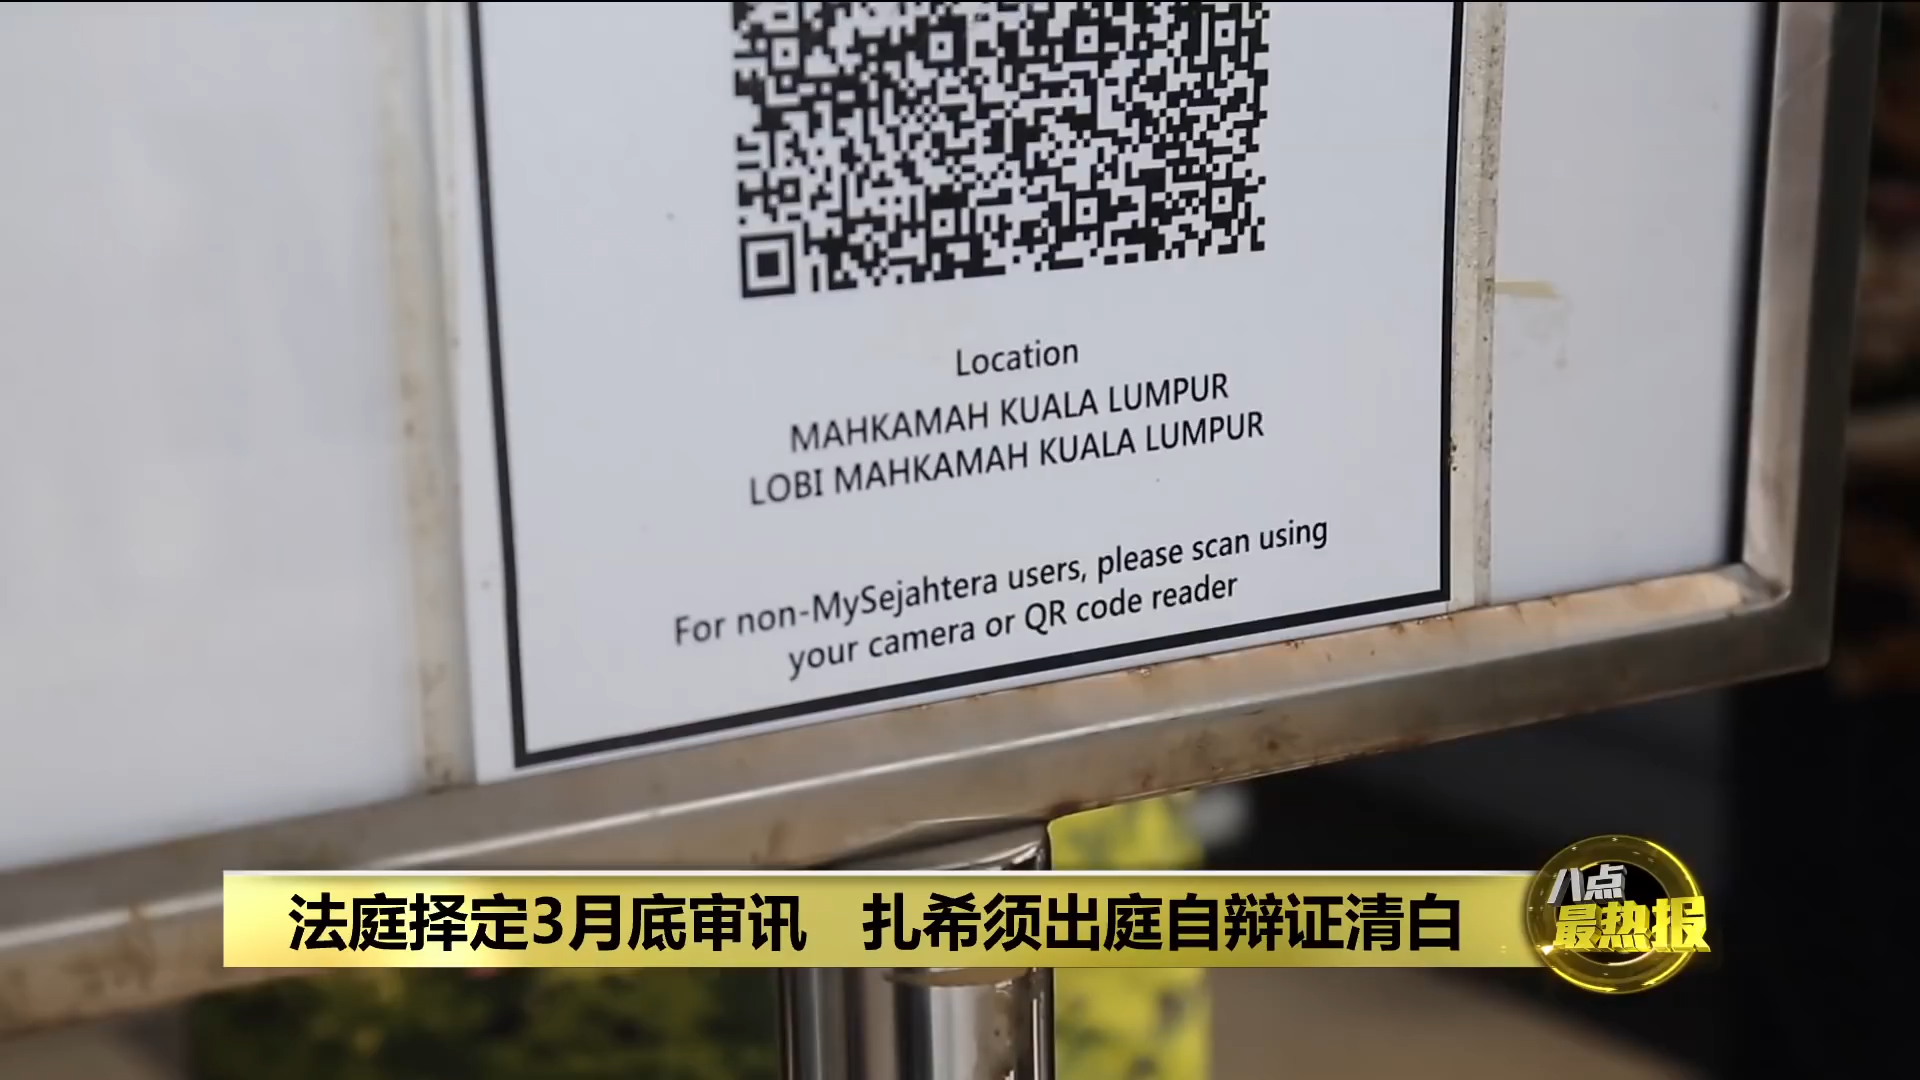 Location
MAHKAMAH KUALA LUMPUR
LOBI MAHKAMAH KUALA LUMPUR
For non-MySejahtera users, please scan using
your camera or QR code reader
法庭择定3月底审讯 扎希须出庭自辩证清白
八点
最热报